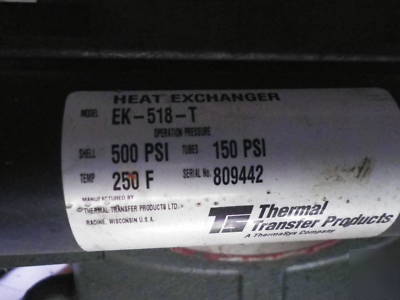 HEAT EXCHANGER
MODEL EK-518-T
OPERATION PRESSURE
SHELL 500 PSI TUBES 150 PSI
TEMP 250 F SERIAL No. 809442
MANUFACTURED BY
THERMAL TRANSFER PRODUCTS LTD.
RACINE, WISCONSIN U.S.A.
Thermal
Transfer Products
A ThermaSys Company